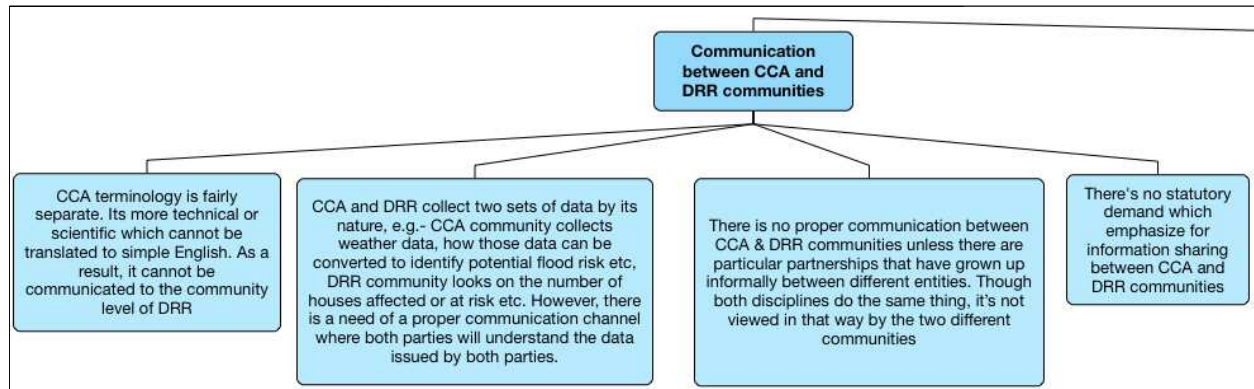 Communication
between CCA and
DRR communities
CCA terminology is fairly
separate. Its more technical or
scientific which cannot be
translated to simple English. As a
result, it cannot be
communicated to the community
level of DRR
CCA and DRR collect two sets of data by its
nature, e.g.- CCA community collects
weather data, how those data can be
converted to identify potential flood risk etc,
DRR community looks on the number of
houses affected or at risk etc. However, there
is a need of a proper communication channel
where both parties will understand the data
issued by both parties.
There is no proper communication between
CCA & DRR communities unless there are
particular partnerships that have grown up
informally between different entities. Though
both disciplines do the same thing, it's not
viewed in that way by the two different
communities
There's no statutory
demand which
emphasize for
information sharing
between CCA and
DRR communities